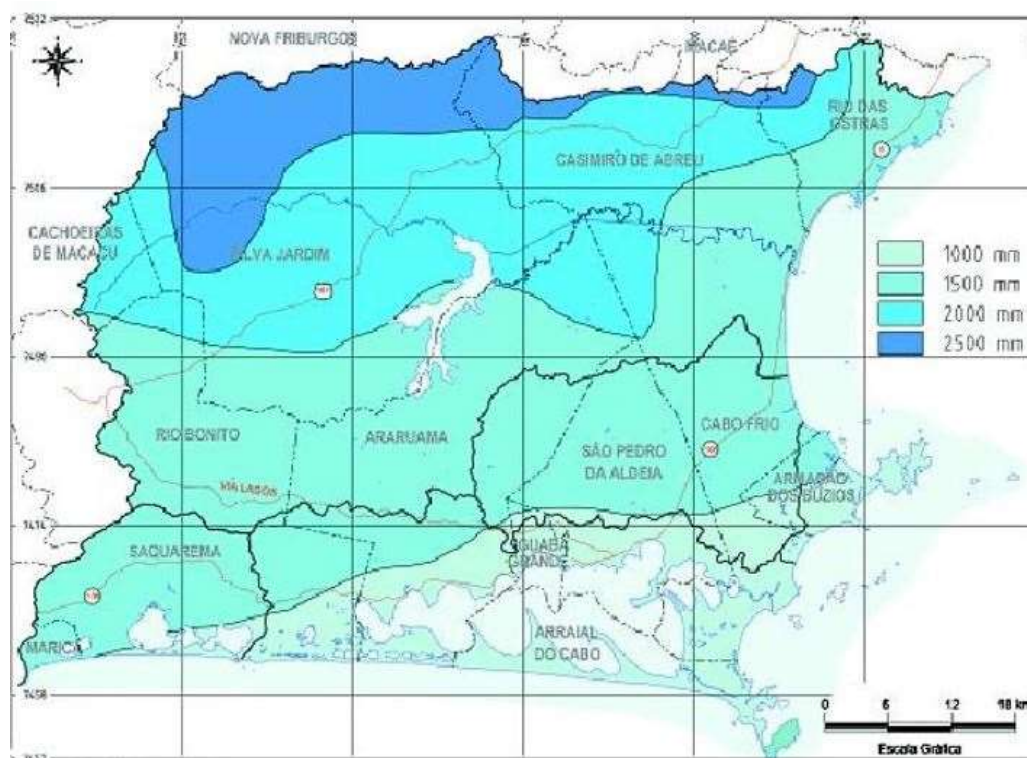 NOVA FRIBURGOS
MACAÉ
RIO DAS
OSTRAS
CASIMIRO DE ABREU
CACHOEIRAS
DE MACACU
SILVA JARDIM
1000 mm
1500 mm
2000 mm
2500 mm
RIO BONITO
ARARUAMA
CABO FRIO
SÃO PEDRO
DA ALDEIA
ARMAÇÃO
DOS BÚZIOS
VIA LAGOS
SAQUAREMA
IGUABA
GRANDE
ARRAIAL
DO CABO
MARICÁ
0 6 12 18 km
Escala Gráfica